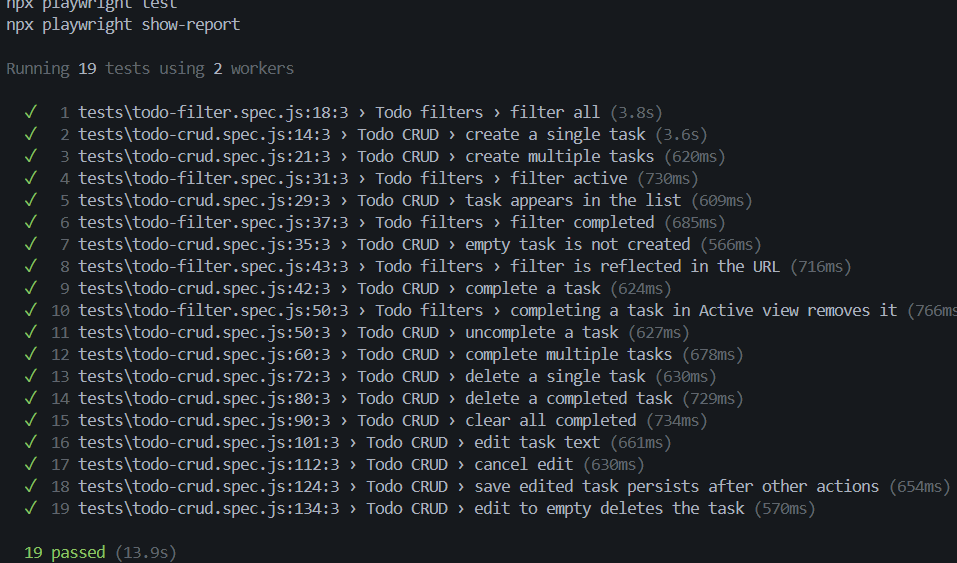 npx playwright test
npx playwright show-report
Running 19 tests using 2 workers
✓ 1 tests\todo-filter.spec.js:18:3 › Todo filters › filter all (3.8s)
✓ 2 tests\todo-crud.spec.js:14:3 › Todo CRUD › create a single task (3.6s)
✓ 3 tests\todo-crud.spec.js:21:3 › Todo CRUD › create multiple tasks (620ms)
✓ 4 tests\todo-filter.spec.js:31:3 › Todo filters › filter active (730ms)
✓ 5 tests\todo-crud.spec.js:29:3 › Todo CRUD › task appears in the list (609ms)
✓ 6 tests\todo-filter.spec.js:37:3 › Todo filters › filter completed (685ms)
✓ 7 tests\todo-crud.spec.js:35:3 › Todo CRUD › empty task is not created (566ms)
✓ 8 tests\todo-filter.spec.js:43:3 › Todo filters › filter is reflected in the URL (716ms)
✓ 9 tests\todo-crud.spec.js:42:3 › Todo CRUD › complete a task (624ms)
✓ 10 tests\todo-filter.spec.js:50:3 › Todo filters › completing a task in Active view removes it (766ms
✓ 11 tests\todo-crud.spec.js:50:3 › Todo CRUD › uncomplete a task (627ms)
✓ 12 tests\todo-crud.spec.js:60:3 › Todo CRUD › complete multiple tasks (678ms)
✓ 13 tests\todo-crud.spec.js:72:3 › Todo CRUD › delete a single task (630ms)
✓ 14 tests\todo-crud.spec.js:80:3 › Todo CRUD › delete a completed task (729ms)
✓ 15 tests\todo-crud.spec.js:90:3 › Todo CRUD › clear all completed (734ms)
✓ 16 tests\todo-crud.spec.js:101:3 › Todo CRUD › edit task text (661ms)
✓ 17 tests\todo-crud.spec.js:112:3 › Todo CRUD › cancel edit (630ms)
✓ 18 tests\todo-crud.spec.js:124:3 › Todo CRUD › save edited task persists after other actions (654ms)
✓ 19 tests\todo-crud.spec.js:134:3 › Todo CRUD › edit to empty deletes the task (570ms)
19 passed (13.9s)